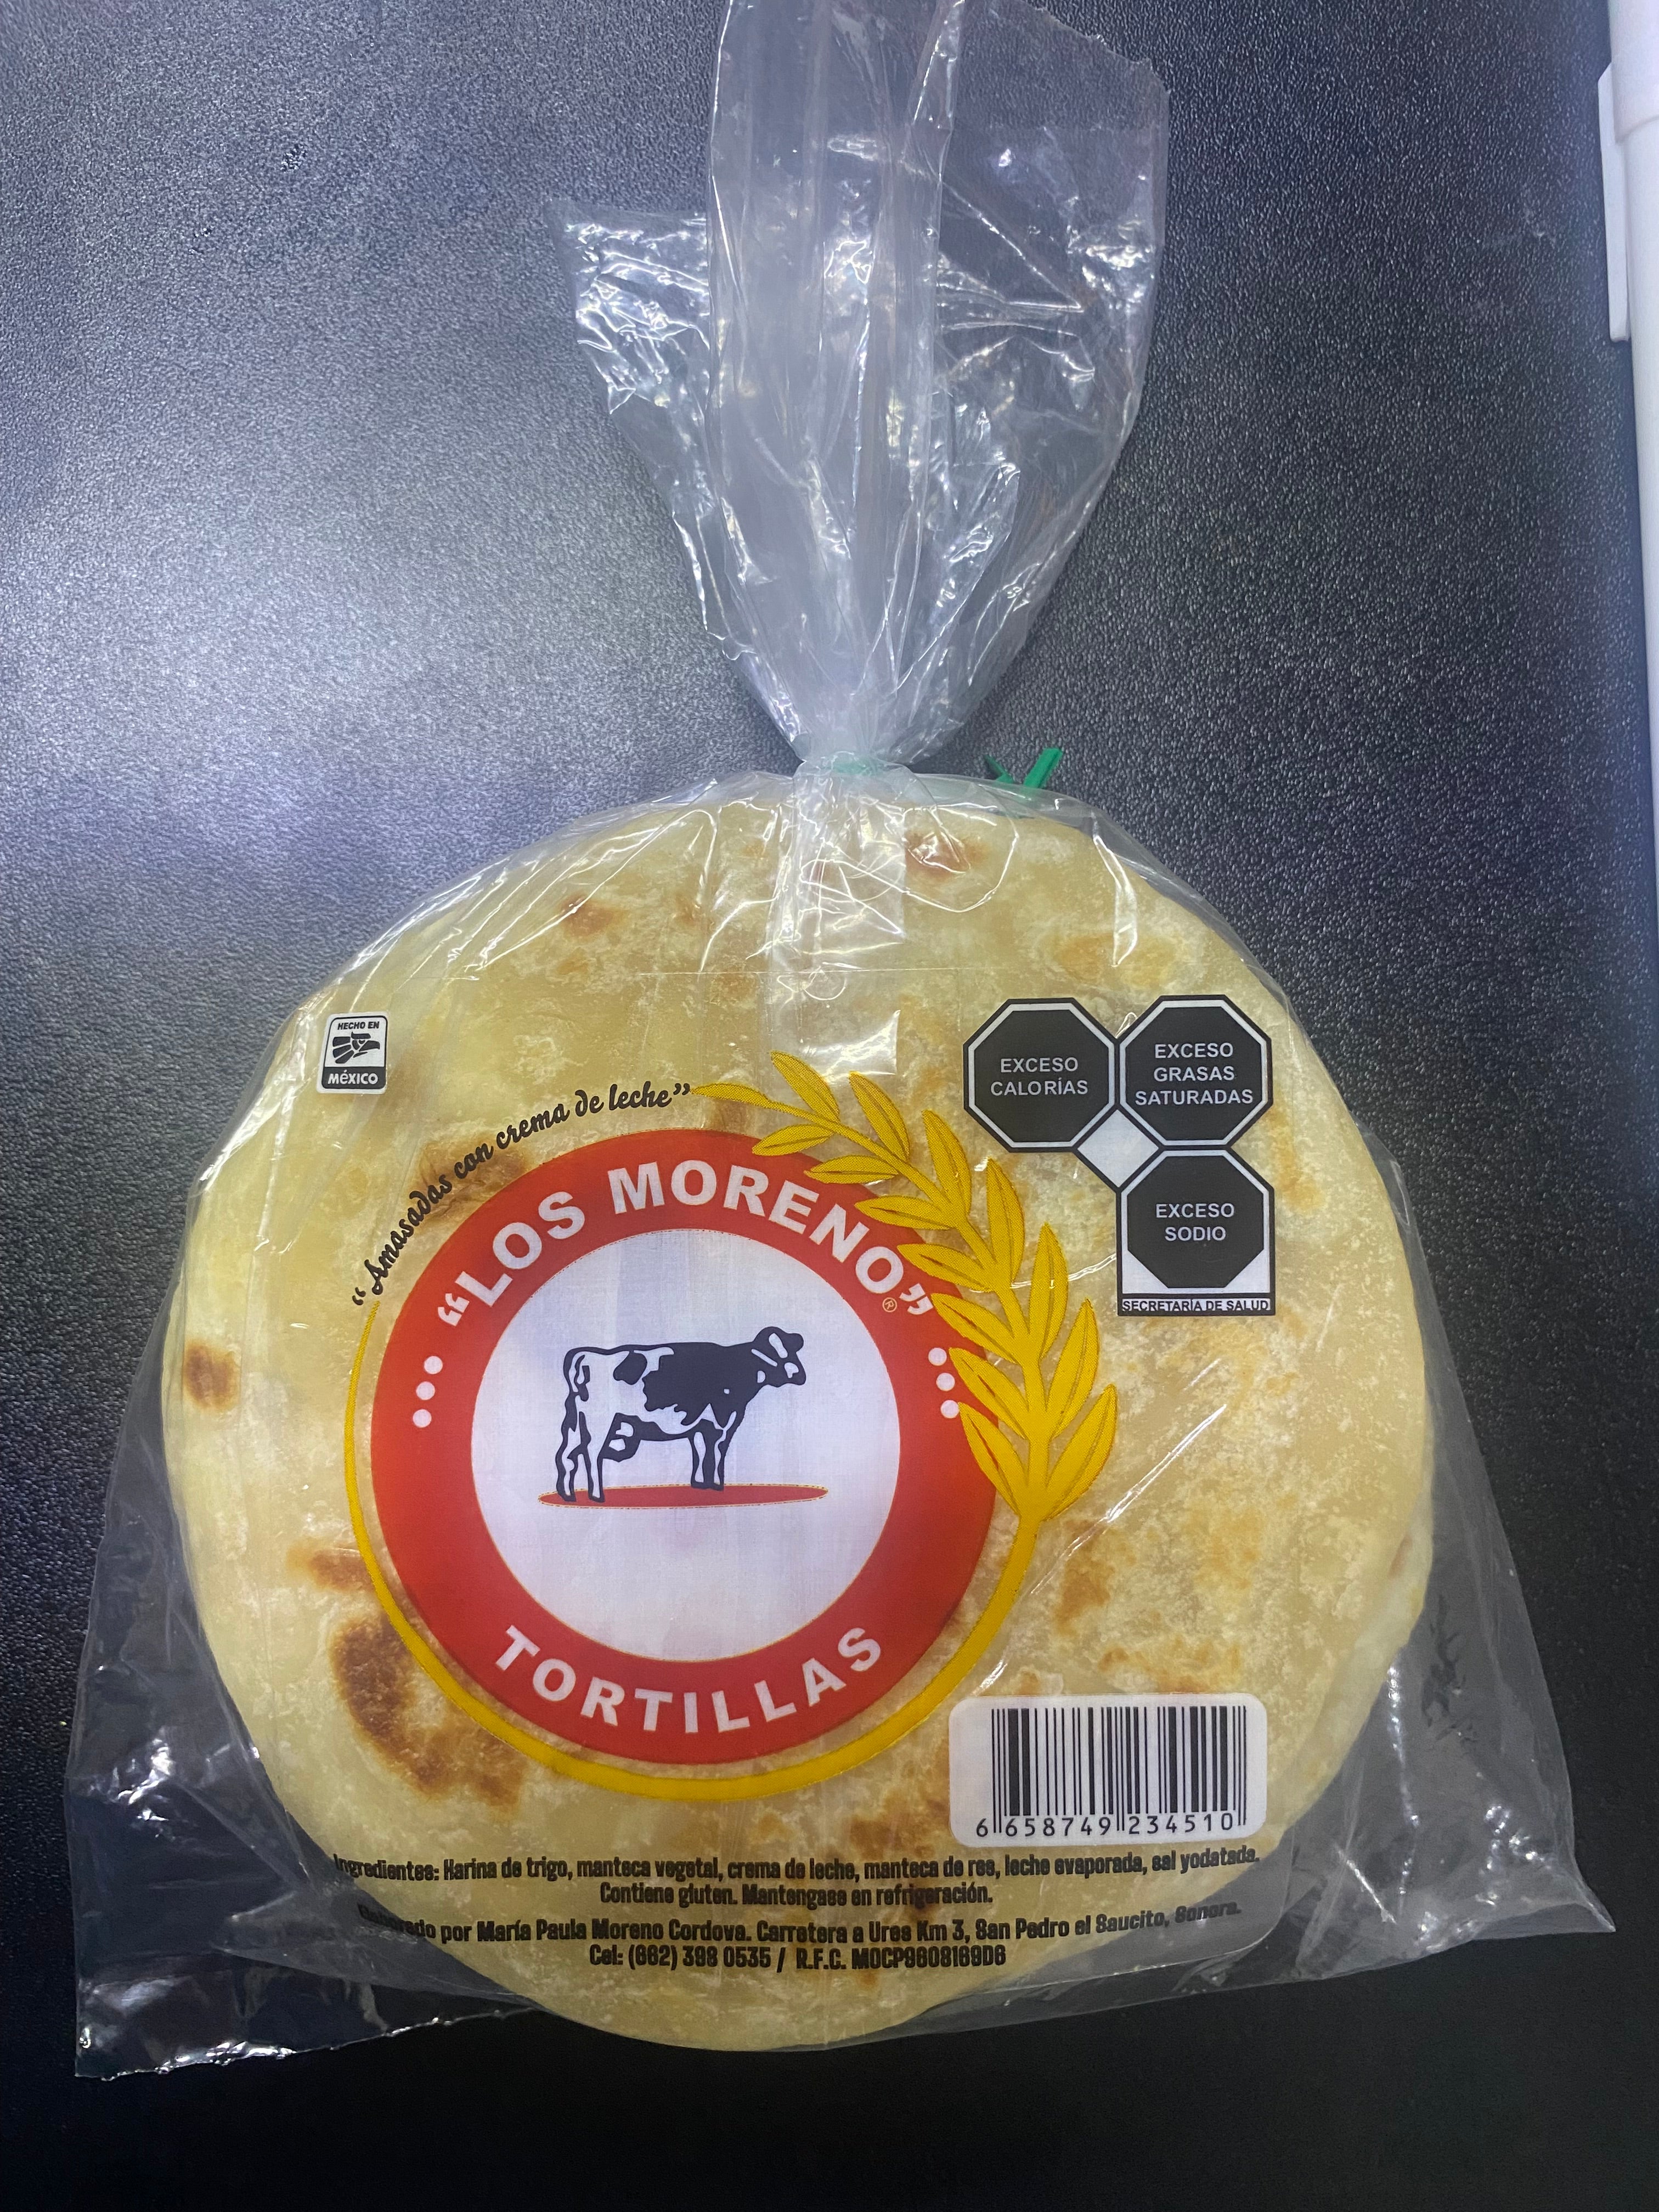 HECHO EN
MÉXICO
EXCESO
CALORÍAS
EXCESO
GRASAS
SATURADAS
EXCESO
SODIO
SECRETARÍA DE SALUD
“Amasadas con crema de leche”
“LOS MORENO”®
TORTILLAS
6 658749 234510
Ingredientes: Harina de trigo, manteca vegetal, crema de leche, manteca de res, leche evaporada, sal yodatada.
Contiene gluten. Mantengase en refrigeración.
Elaborado por María Paula Moreno Cordova. Carretera a Ures Km 3, San Pedro el Saucito, Sonora.
Cel: (662) 398 0535 / R.F.C. MOCP9608169D6